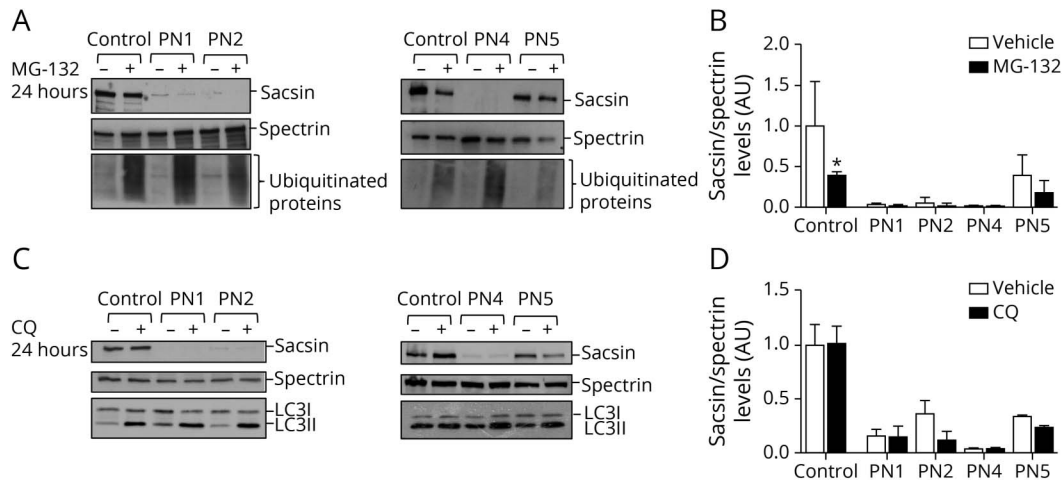 A
Control PN1 PN2
MG-132 – + – + – +
24 hours
Sacsin
Spectrin
Ubiquitinated
proteins
Control PN4 PN5
– + – + – +
Sacsin
Spectrin
Ubiquitinated
proteins
B
Sacsin/spectrin
levels (AU)
2.0
1.5
1.0
0.5
0.0
Vehicle
MG-132
*
Control PN1 PN2 PN4 PN5
C
Control PN1 PN2
CQ – + – + – +
24 hours
Sacsin
Spectrin
LC3I
LC3II
Control PN4 PN5
– + – + – +
Sacsin
Spectrin
LC3I
LC3II
D
Sacsin/spectrin
levels (AU)
1.5
1.0
0.5
0.0
Vehicle
CQ
Control PN1 PN2 PN4 PN5